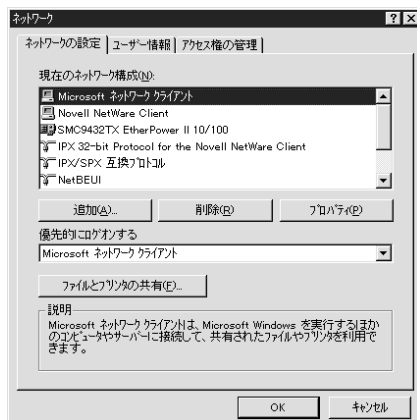 ネットワーク
ネットワークの設定 ユーザー情報 アクセス権の管理
現在のネットワーク構成(N):
Microsoft ネットワーク クライアント
Novell NetWare Client
SMC9432TX EtherPower II 10/100
IPX 32-bit Protocol for the Novell NetWare Client
IPX/SPX 互換プロトコル
NetBEUI
追加(A)... 削除(R) プロパティ(P)
優先的にログオンする
Microsoft ネットワーク クライアント
ファイルとプリンタの共有(F)...
説明
Microsoft ネットワーク クライアントは、Microsoft Windows を実行するほか
のコンピュータやサーバーに接続して、共有されたファイルやプリンタを利用で
きます。
OK キャンセル